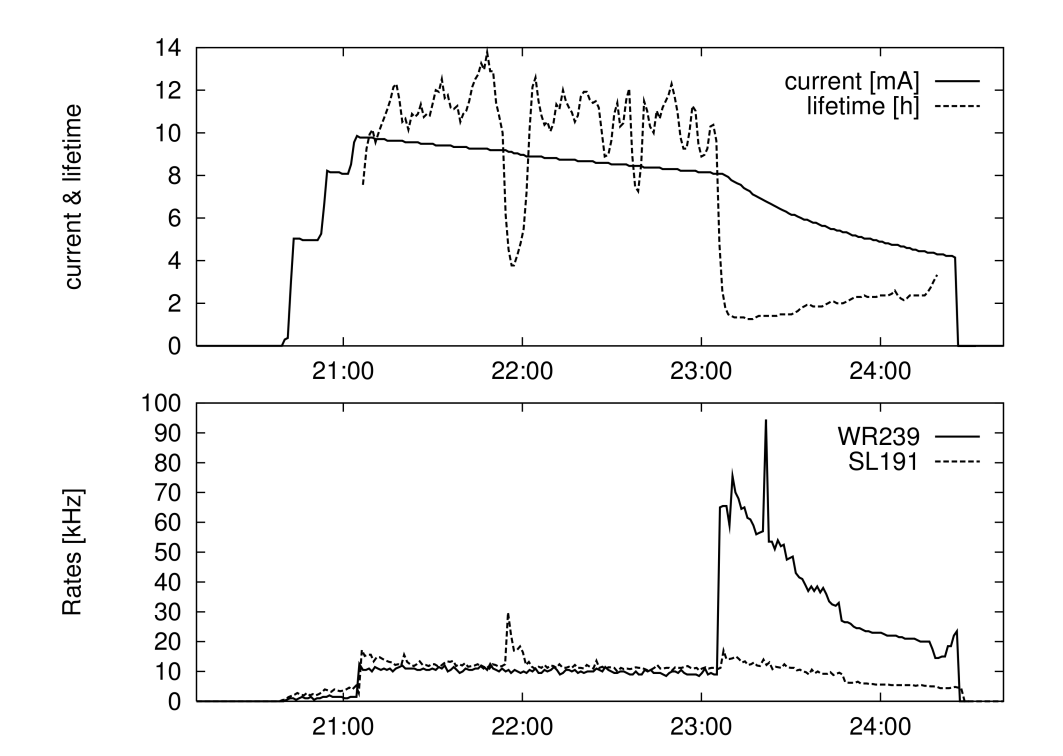 current & lifetime
14
12
10
8
6
4
2
0
current [mA]
lifetime [h]
21:00 22:00 23:00 24:00
Rates [kHz]
100
90
80
70
60
50
40
30
20
10
0
WR239
SL191
21:00 22:00 23:00 24:00